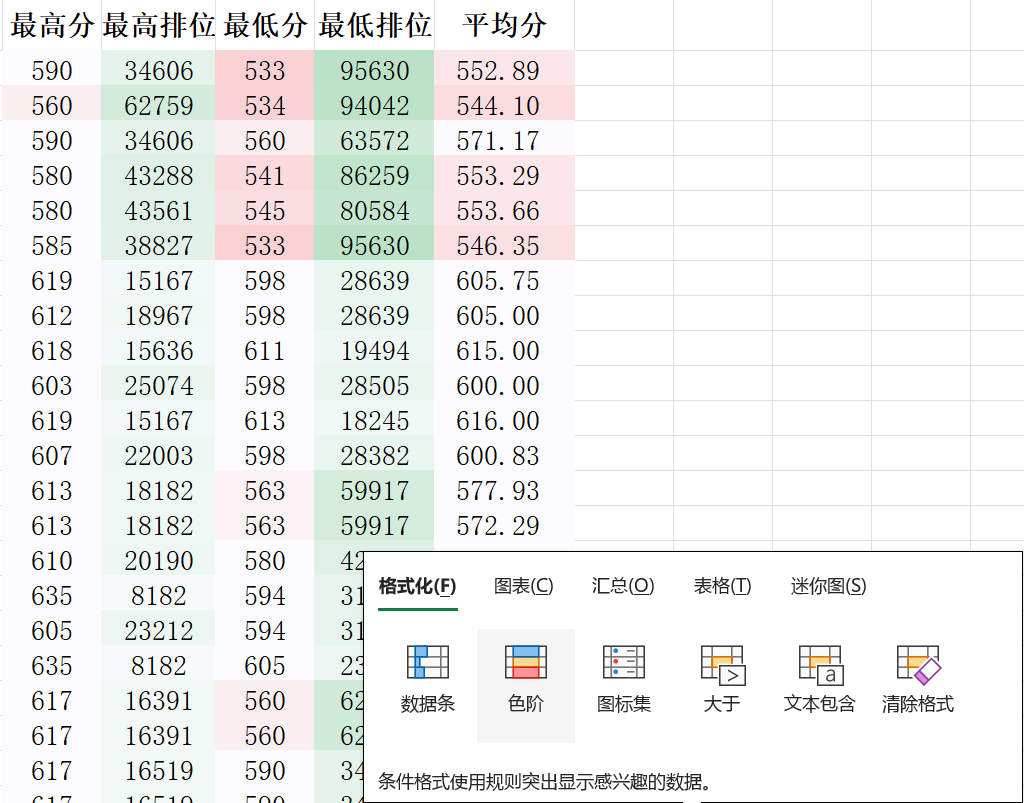 最高分 最高排位 最低分 最低排位 平均分
590 34606 533 95630 552.89
560 62759 534 94042 544.10
590 34606 560 63572 571.17
580 43288 541 86259 553.29
580 43561 545 80584 553.66
585 38827 533 95630 546.35
619 15167 598 28639 605.75
612 18967 598 28639 605.00
618 15636 611 19494 615.00
603 25074 598 28505 600.00
619 15167 613 18245 616.00
607 22003 598 28382 600.83
613 18182 563 59917 577.93
613 18182 563 59917 572.29
610 20190 580 42
635 8182 594 31
605 23212 594 31
635 8182 605 23
617 16391 560 62
617 16391 560 62
617 16519 590 34
格式化(F) 图表(C) 汇总(O) 表格(T) 迷你图(S)
数据条 色阶 图标集 大于 文本包含 清除格式
条件格式使用规则突出显示感兴趣的数据。